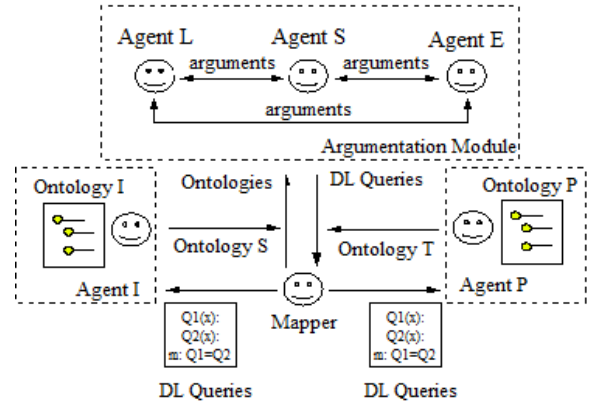 Agent L Agent S Agent E
arguments arguments
arguments
Argumentation Module
Ontology I
Ontologies
DL Queries
Ontology P
Ontology S
Ontology T
Agent I
Mapper
Agent P
Q1(x):
Q2(x):
m: Q1=Q2
Q1(x):
Q2(x):
m: Q1=Q2
DL Queries
DL Queries